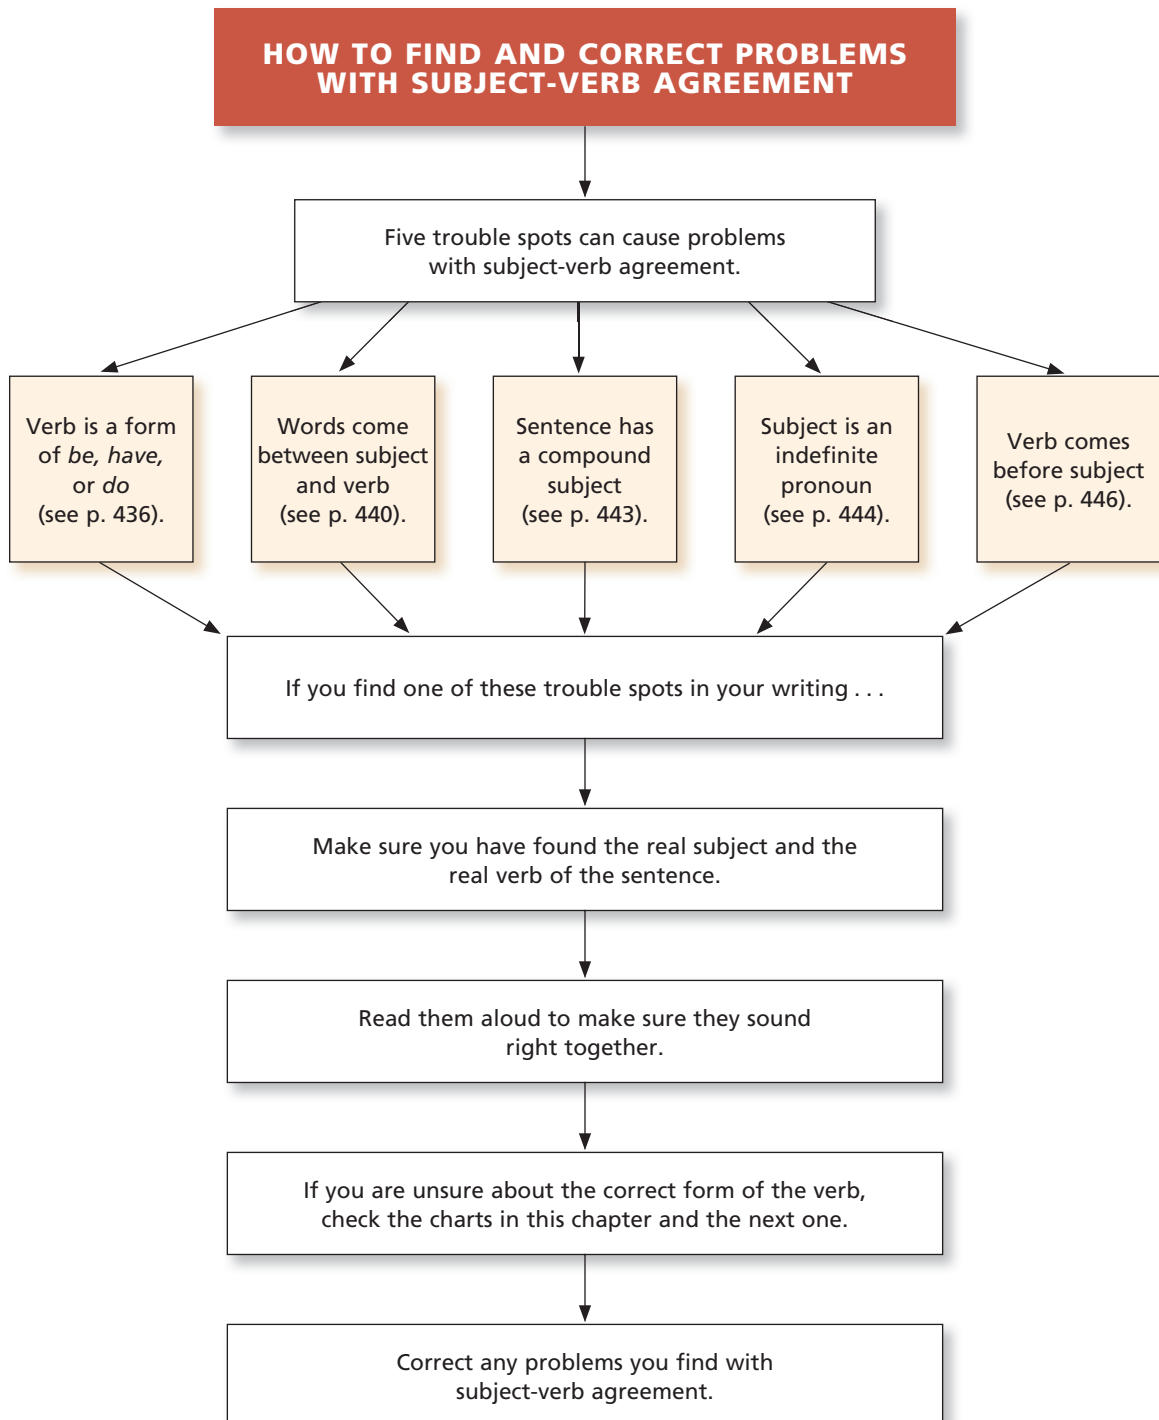 HOW TO FIND AND CORRECT PROBLEMS
WITH SUBJECT-VERB AGREEMENT
Five trouble spots can cause problems
with subject-verb agreement.
Verb is a form
of be, have,
or do
(see p. 436).
Words come
between subject
and verb
(see p. 440).
Sentence has
a compound
subject
(see p. 443).
Subject is an
indefinite
pronoun
(see p. 444).
Verb comes
before subject
(see p. 446).
If you find one of these trouble spots in your writing . . .
Make sure you have found the real subject and the
real verb of the sentence.
Read them aloud to make sure they sound
right together.
If you are unsure about the correct form of the verb,
check the charts in this chapter and the next one.
Correct any problems you find with
subject-verb agreement.